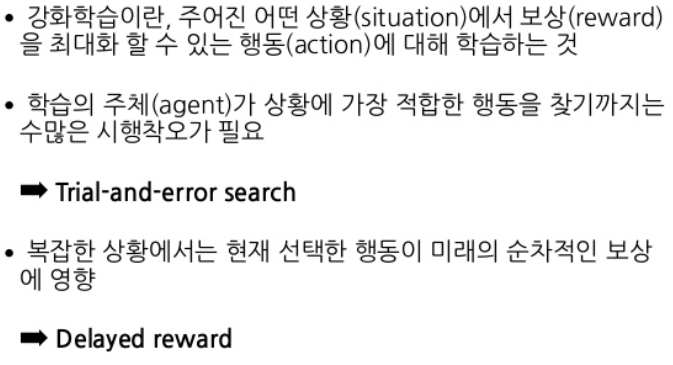 • 강화학습이란, 주어진 어떤 상황(situation)에서 보상(reward)
을 최대화 할 수 있는 행동(action)에 대해 학습하는 것
• 학습의 주체(agent)가 상황에 가장 적합한 행동을 찾기까지는
수많은 시행착오가 필요
➡ Trial-and-error search
• 복잡한 상황에서는 현재 선택한 행동이 미래의 순차적인 보상
에 영향
➡ Delayed reward